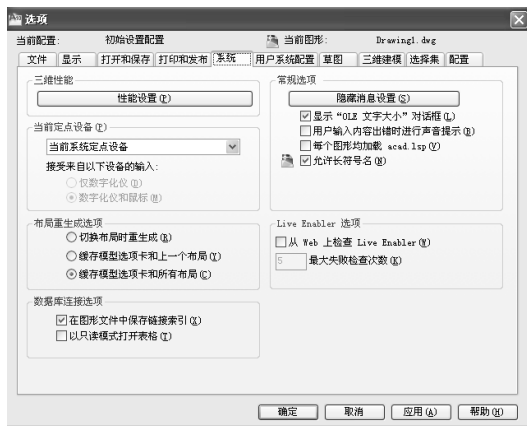 选项
当前配置: 初始设置配置 当前图形: Drawing1.dwg
文件 显示 打开和保存 打印和发布 系统 用户系统配置 草图 三维建模 选择集 配置
三维性能
性能设置(P)
当前定点设备(P)
当前系统定点设备
接受来自以下设备的输入:
仅数字化仪(D)
数字化仪和鼠标(M)
布局重生成选项
切换布局时重生成(R)
缓存模型选项卡和上一个布局(Y)
缓存模型选项卡和所有布局(C)
数据库连接选项
在图形文件中保存链接索引(X)
以只读模式打开表格(T)
常规选项
隐藏消息设置(S)
显示“OLE 文字大小”对话框(L)
用户输入内容出错时进行声音提示(B)
每个图形均加载 acad.lsp(V)
允许长符号名(N)
Live Enabler 选项
从 Web 上检查 Live Enabler(W)
5 最大失败检查次数(K)
确定 取消 应用(A) 帮助(H)